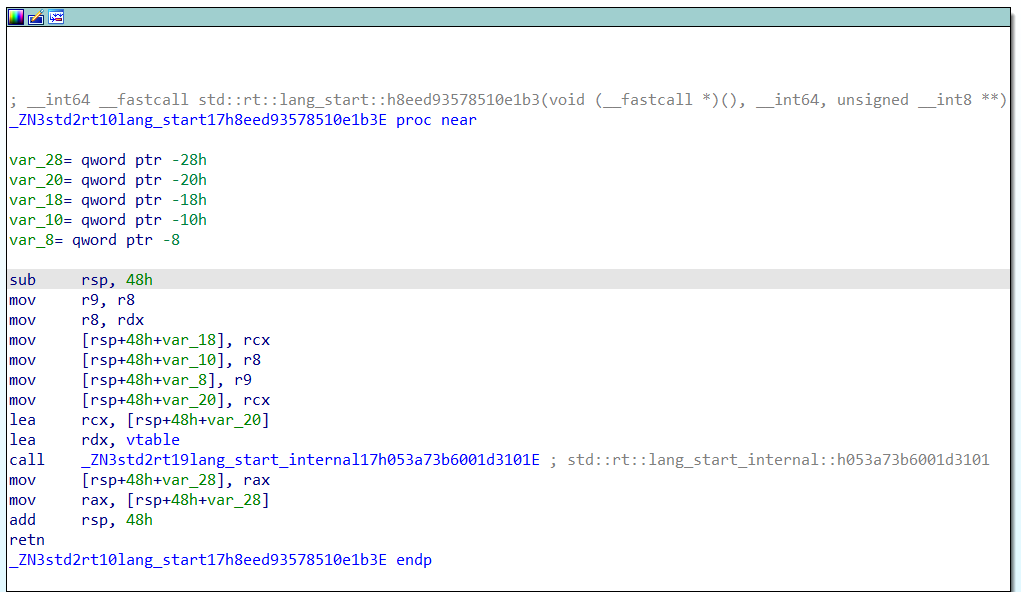 ; __int64 __fastcall std::rt::lang_start::h8eed93578510e1b3(void (__fastcall *)(), __int64, unsigned __int8 **)
_ZN3std2rt10lang_start17h8eed93578510e1b3E proc near
var_28= qword ptr -28h
var_20= qword ptr -20h
var_18= qword ptr -18h
var_10= qword ptr -10h
var_8= qword ptr -8
sub     rsp, 48h
mov     r9, r8
mov     r8, rdx
mov     [rsp+48h+var_18], rcx
mov     [rsp+48h+var_10], r8
mov     [rsp+48h+var_8], r9
mov     [rsp+48h+var_20], rcx
lea     rcx, [rsp+48h+var_20]
lea     rdx, vtable
call    _ZN3std2rt19lang_start_internal17h053a73b6001d3101E ; std::rt::lang_start_internal::h053a73b6001d3101
mov     [rsp+48h+var_28], rax
mov     rax, [rsp+48h+var_28]
add     rsp, 48h
retn
_ZN3std2rt10lang_start17h8eed93578510e1b3E endp